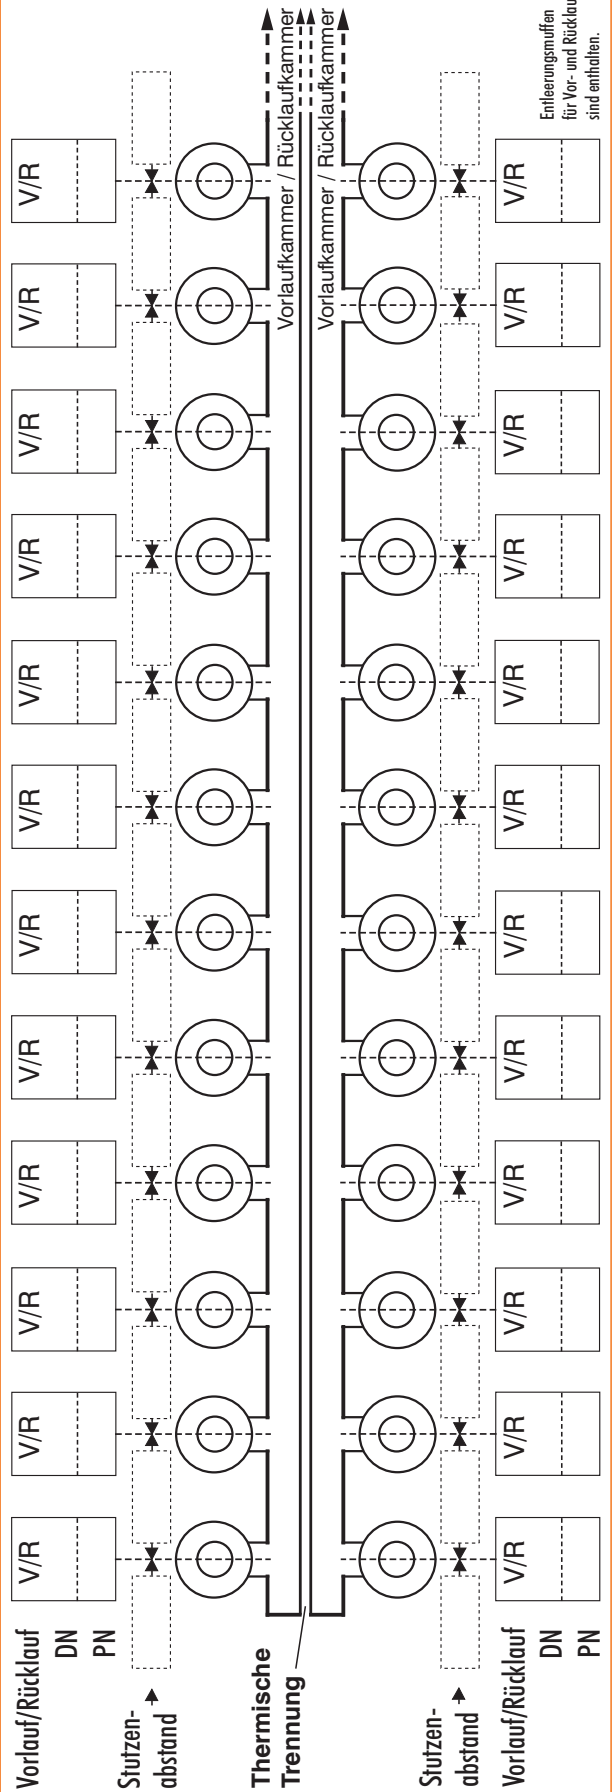 Vorlauf/Rücklauf V/R V/R V/R V/R V/R V/R V/R V/R V/R V/R V/R V/R
DN
PN
Stutzen- →
abstand
Vorlaufkammer / Rücklaufkammer
Thermische
Trennung
Vorlaufkammer / Rücklaufkammer
Stutzen- →
abstand
Vorlauf/Rücklauf V/R V/R V/R V/R V/R V/R V/R V/R V/R V/R V/R V/R
DN
PN
Entleerungsmuffen
für Vor- und Rücklau
sind enthalten.